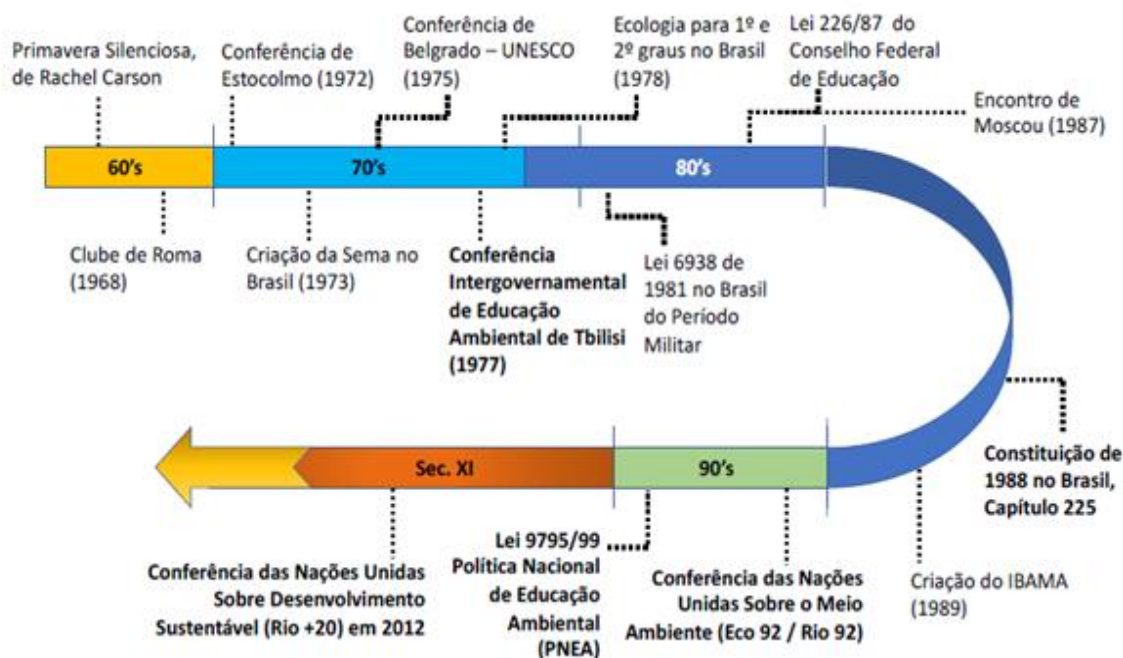 Primavera Silenciosa,
de Rachel Carson
Conferência de
Estocolmo (1972)
Conferência de
Belgrado – UNESCO
(1975)
Ecologia para 1º e
2º graus no Brasil
(1978)
Lei 226/87 do
Conselho Federal
de Educação
Encontro de
Moscou (1987)
60's
70's
80's
Clube de Roma
(1968)
Criação da Sema no
Brasil (1973)
Conferência
Intergovernamental
de Educação
Ambiental de Tbilisi
(1977)
Lei 6938 de
1981 no Brasil
do Período
Militar
Constituição de
1988 no Brasil,
Capítulo 225
Criação do IBAMA
(1989)
90's
Sec. XI
Conferência das Nações
Unidas Sobre o Meio
Ambiente (Eco 92 / Rio 92)
Lei 9795/99
Política Nacional
de Educação
Ambiental
(PNEA)
Conferência das Nações Unidas
Sobre Desenvolvimento
Sustentável (Rio +20) em 2012